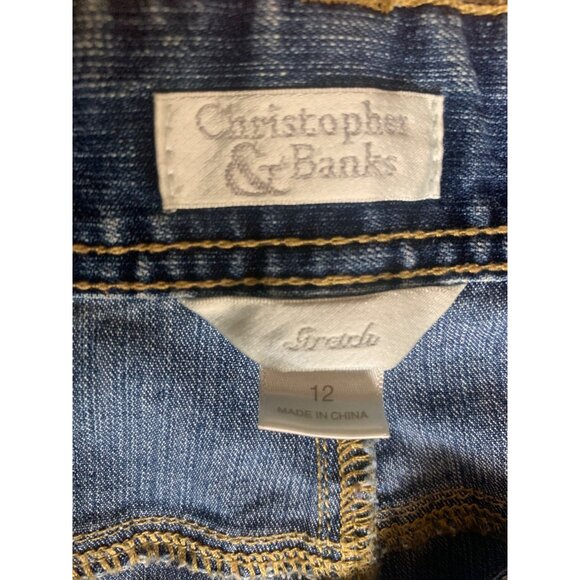 Christopher
& Banks
Stretch
12
MADE IN CHINA